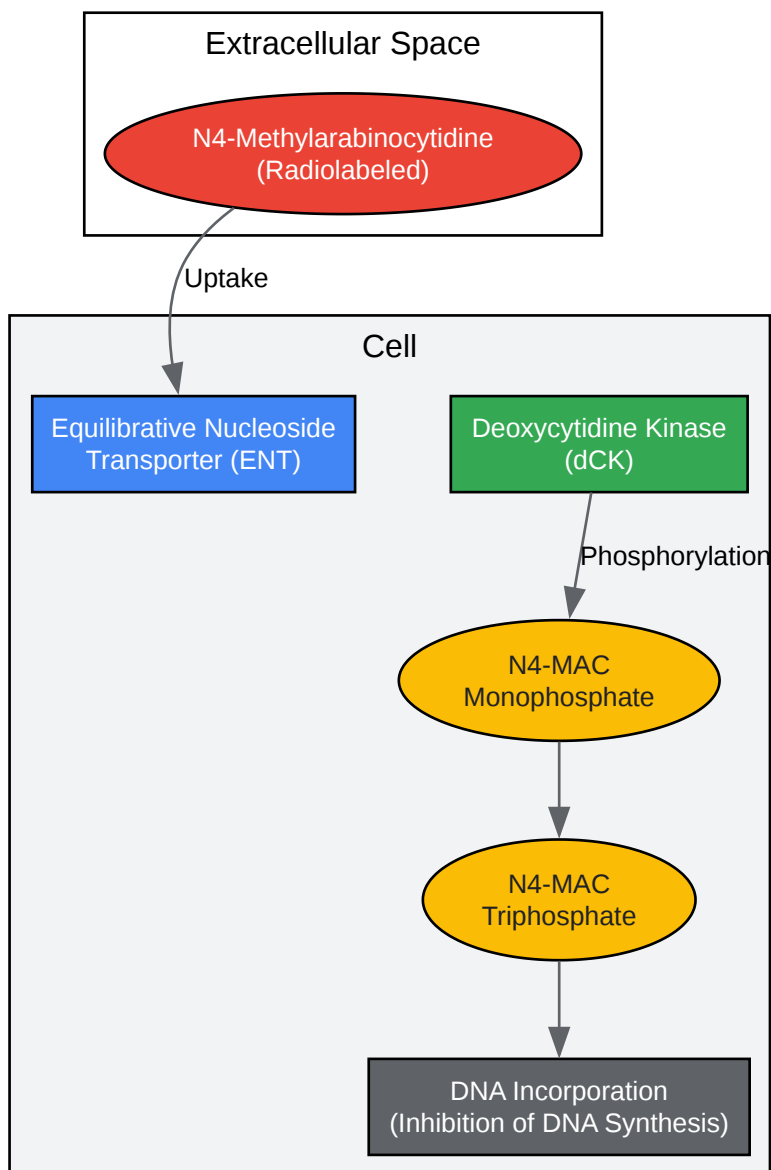 Extracellular Space
N4-Methylarabinocytidine
(Radiolabeled)
Uptake
Cell
Equilibrative Nucleoside
Transporter (ENT)
Deoxycytidine Kinase
(dCK)
Phosphorylation
N4-MAC
Monophosphate
N4-MAC
Triphosphate
DNA Incorporation
(Inhibition of DNA Synthesis)